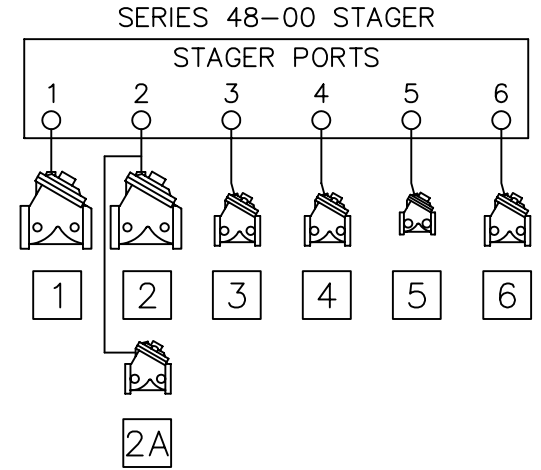 SERIES 48-00 STAGER
STAGER PORTS
1 2 3 4 5 6
1 2 3 4 5 6
2A